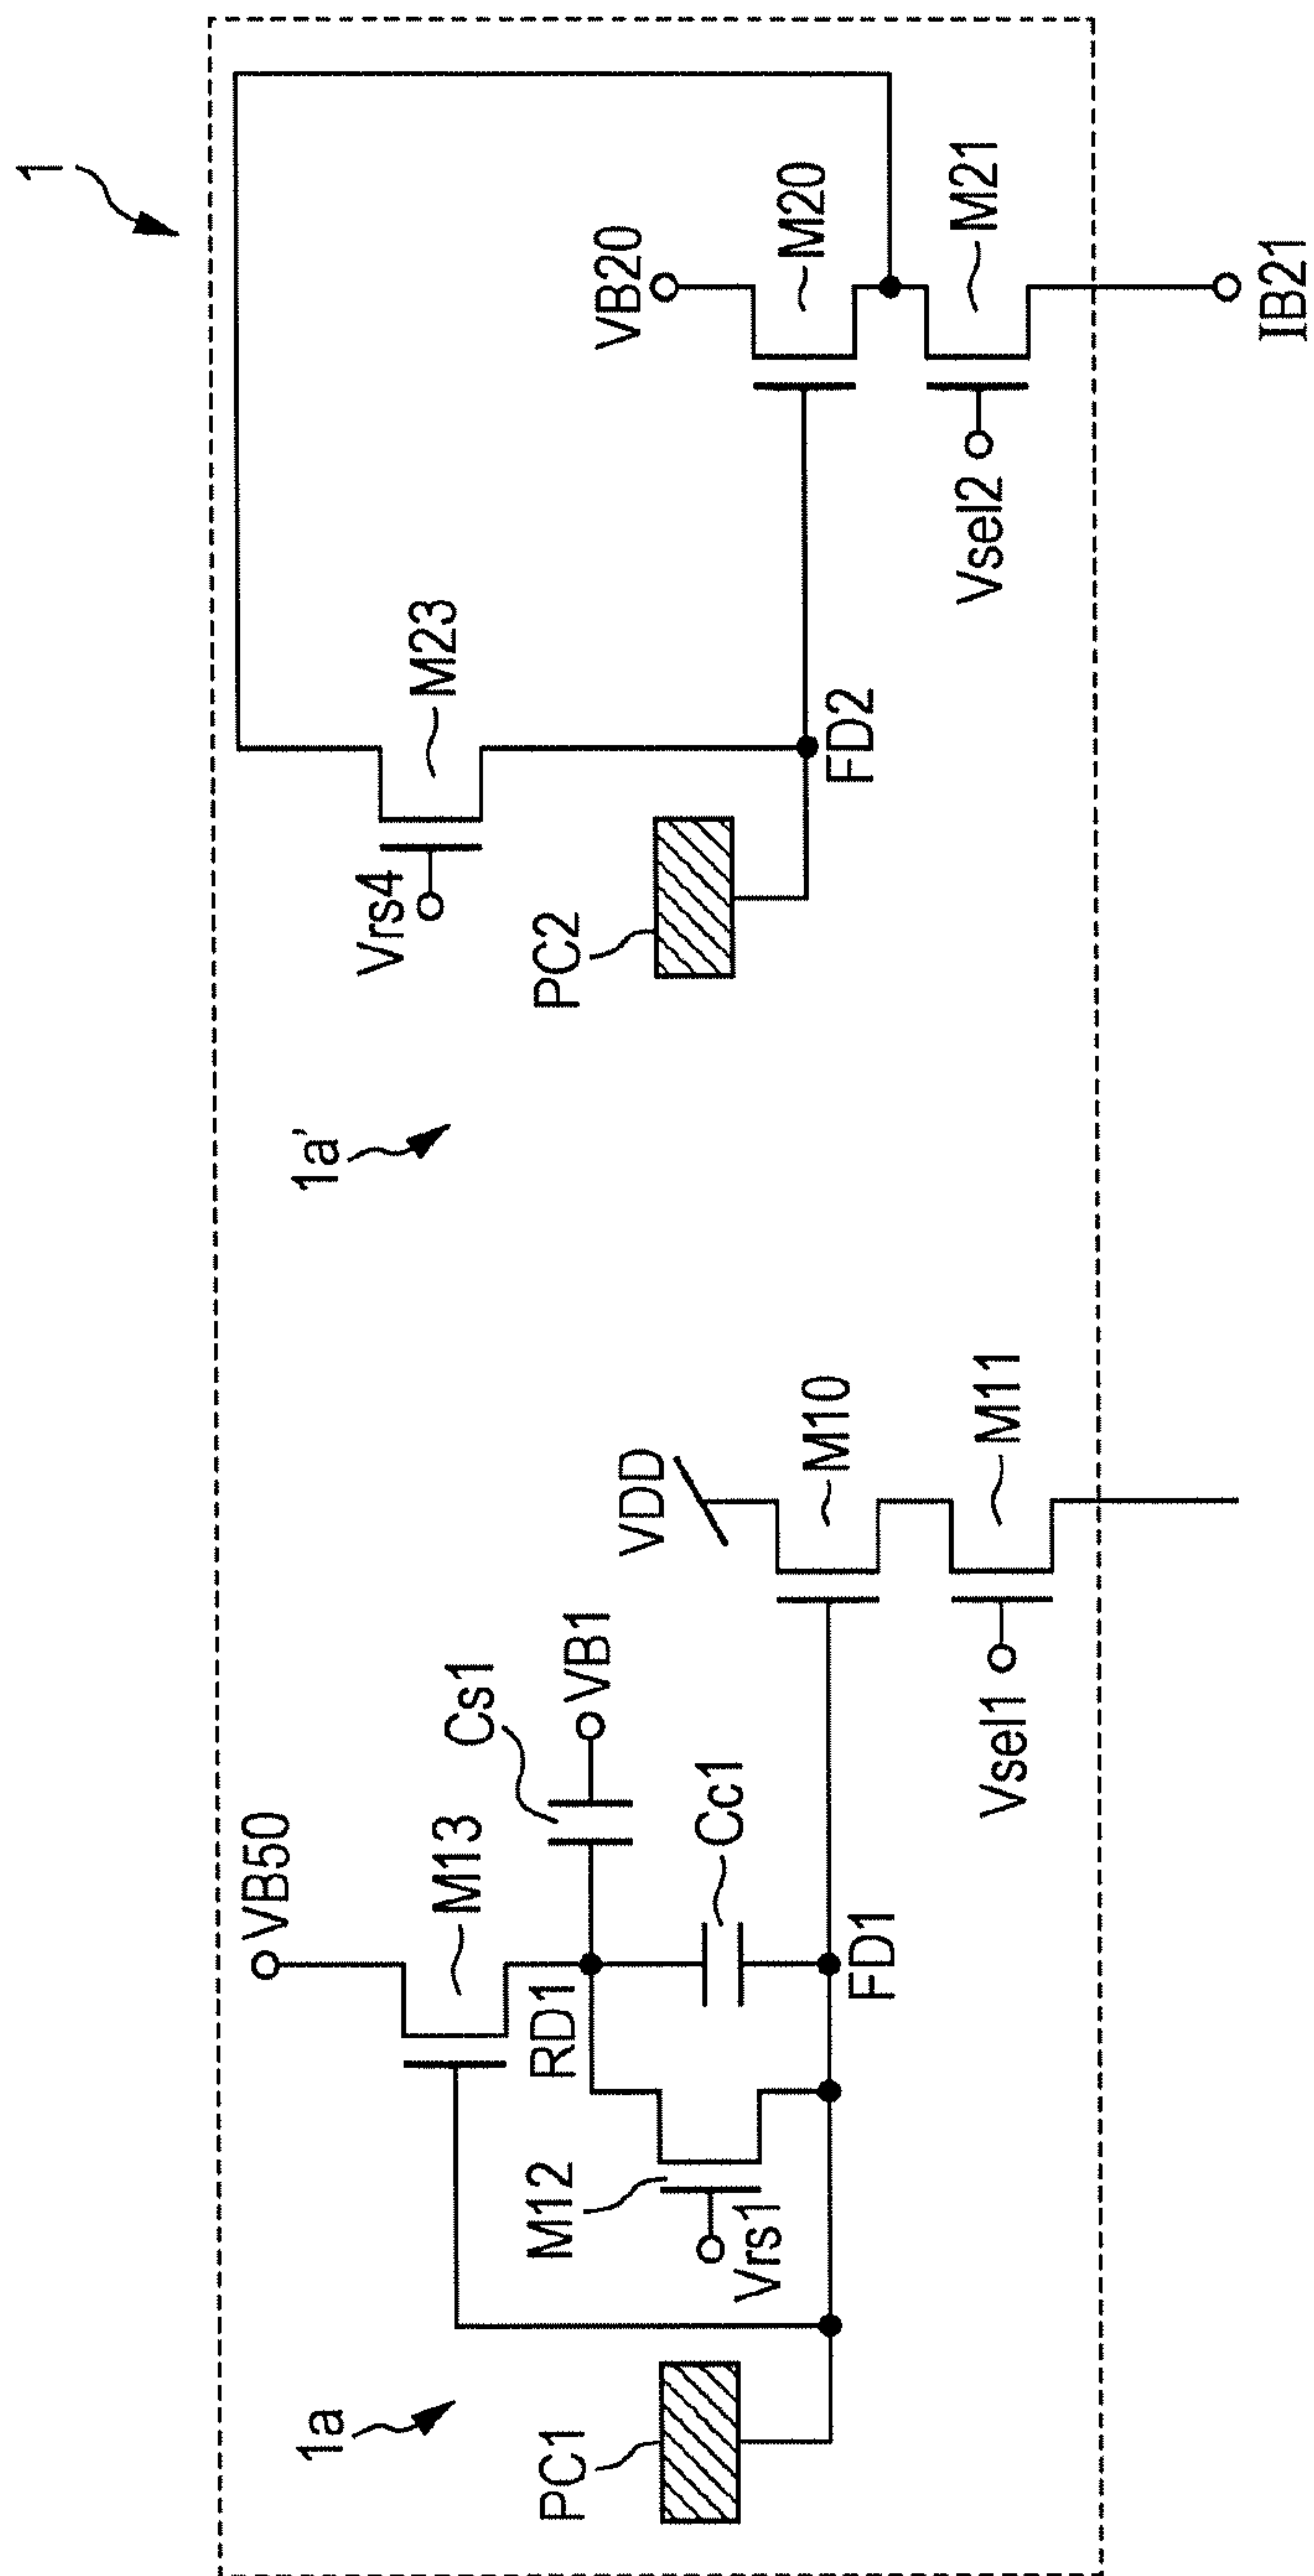 1
1a
1a'
VB50
M13
Cs1
VB1
RD1
Cc1
M12
Vrs1
PC1
FD1
VDD
M10
M11
Vsel1
Vrs4
M23
PC2
FD2
VB20
M20
M21
Vsel2
IB21